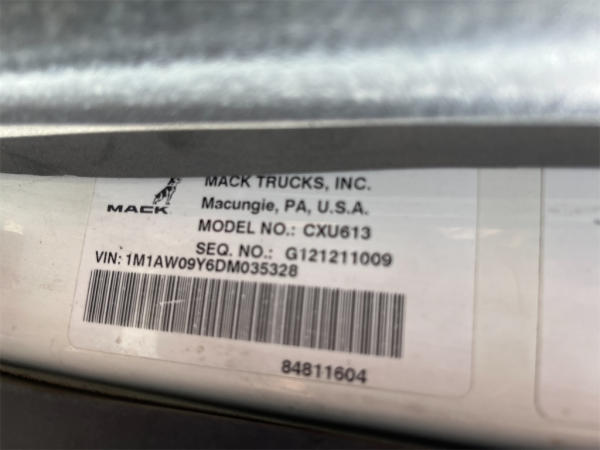 MACK TRUCKS, INC.
MACK
Macungie, PA, U.S.A.
MODEL NO.: CXU613
SEQ. NO.: G121211009
VIN: 1M1AW09Y6DM035328
84811604